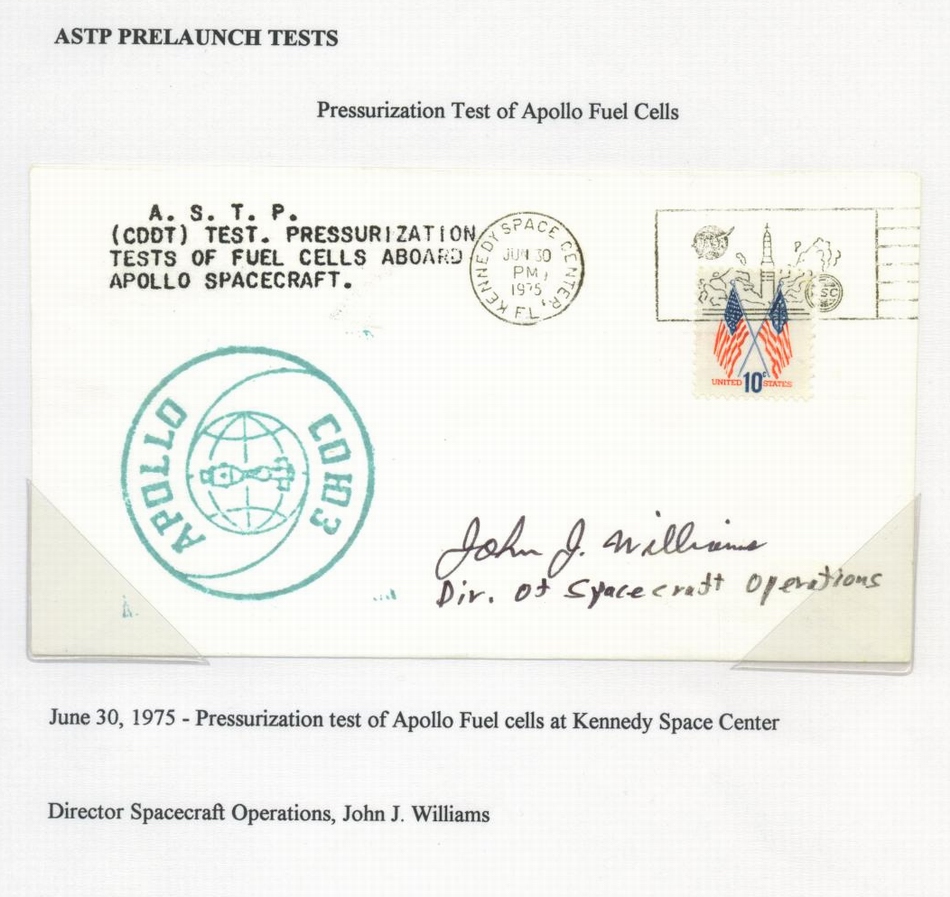 ASTP PRELAUNCH TESTS
Pressurization Test of Apollo Fuel Cells
A. S. T. P.
(CDDT) TEST. PRESSURIZATION
TESTS OF FUEL CELLS ABOARD
APOLLO SPACECRAFT.
KENNEDY SPACE CENTER, FL.
JUN 30
PM
1975
UNITED 10c STATES
APOLLO
СОЮЗ
John J. Williams
Dir. of Spacecraft Operations
June 30, 1975 - Pressurization test of Apollo Fuel cells at Kennedy Space Center
Director Spacecraft Operations, John J. Williams